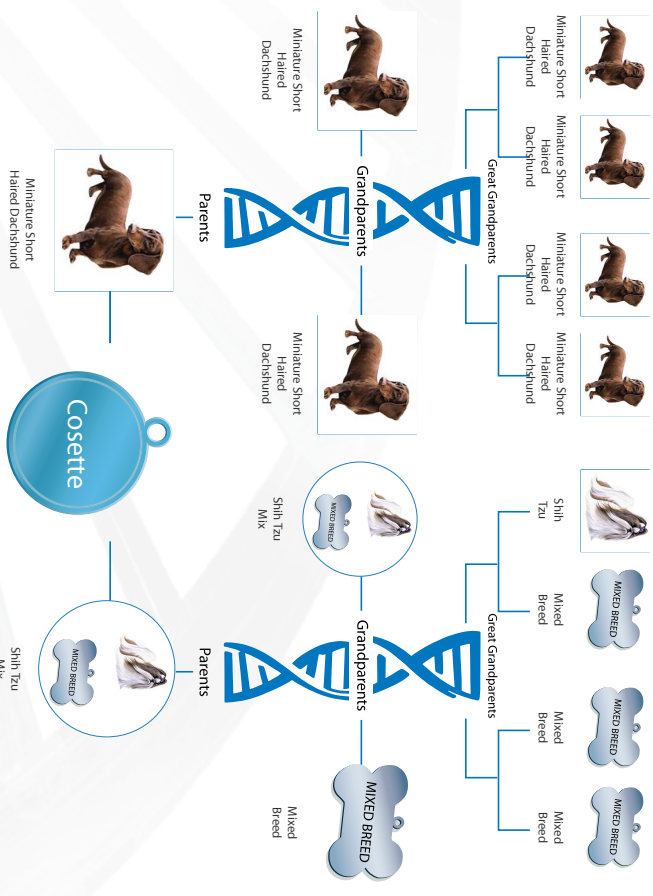 MIXED BREED
MIXED BREED
MIXED BREED
Miniature Short
Haired
Dachshund
Miniature Short
Haired
Dachshund
Miniature Short
Haired
Dachshund
Miniature Short
Haired
Dachshund
Shih
Tzu
Mixed
Breed
Mixed
Breed
Mixed
Breed
Great Grandparents
Great Grandparents
Grandparents
Grandparents
MIXED BREED
MIXED BREED
Miniature Short
Haired
Dachshund
Miniature Short
Haired
Dachshund
Shih Tzu
Mix
Mixed
Breed
Parents
Parents
MIXED BREED
Cosette
Miniature Short
Haired Dachshund
Shih Tzu
Mix